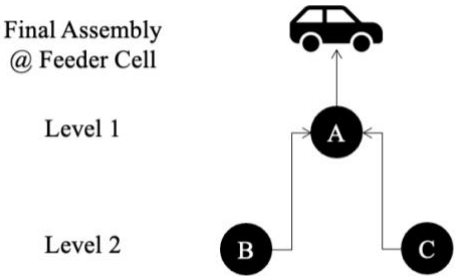 Final Assembly
@ Feeder Cell
Level 1
A
Level 2
B
C